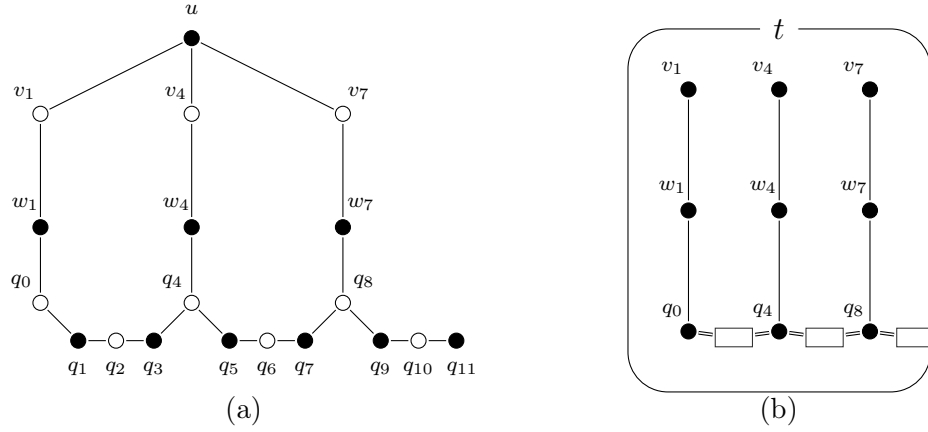 u t
v₁ v₄ v₇ v₁ v₄ v₇
w₁ w₄ w₇ w₁ w₄ w₇
q₀ q₄ q₈ q₀ q₄ q₈
q₁ q₂ q₃ q₅ q₆ q₇ q₉ q₁₀ q₁₁
(a) (b)